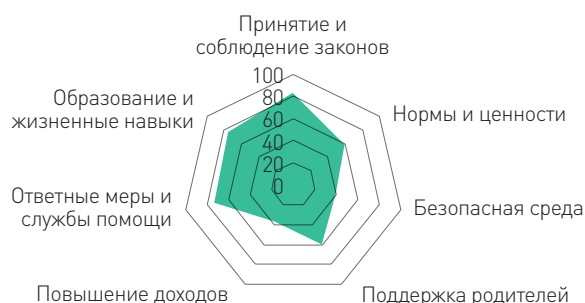 Принятие и
соблюдение законов
100
80
60
40
20
0
Образование и
жизненные навыки
Нормы и ценности
Ответные меры и
службы помощи
Безопасная среда
Повышение доходов
Поддержка родителей